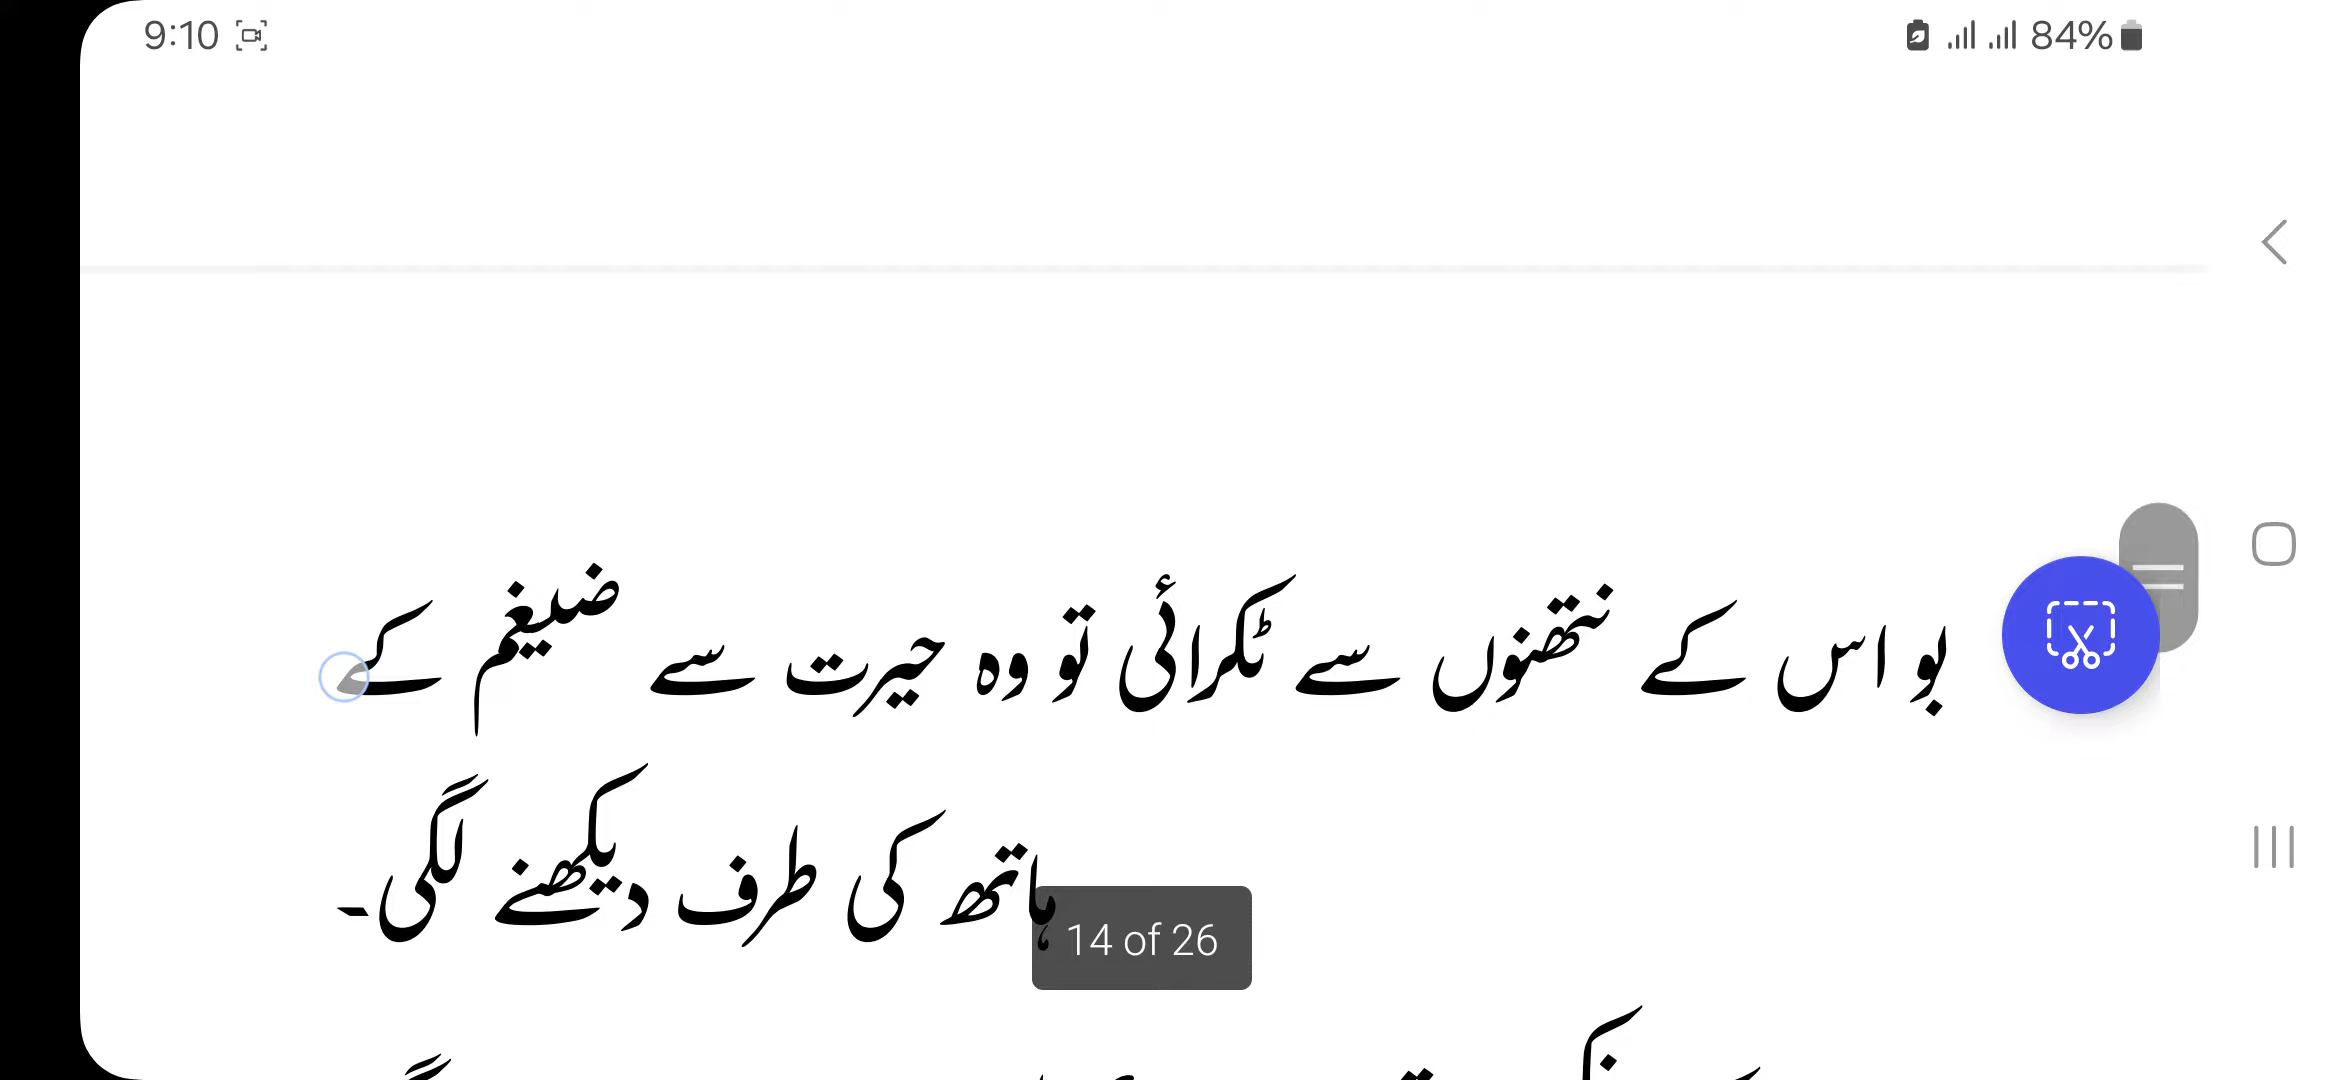 9:10
84%
بو اس کے نتھنوں سے ٹکرائی تو وہ حیرت سے ضیغم کے
ہاتھ کی طرف دیکھنے لگی۔
14 of 26